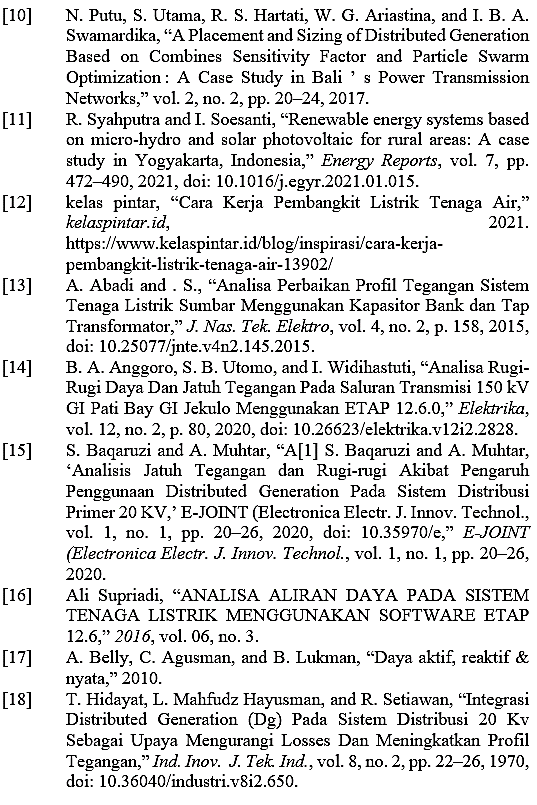 [10] N. Putu, S. Utama, R. S. Hartati, W. G. Ariastina, and I. B. A.
Swamardika, “A Placement and Sizing of Distributed Generation
Based on Combines Sensitivity Factor and Particle Swarm
Optimization : A Case Study in Bali ’ s Power Transmission
Networks,” vol. 2, no. 2, pp. 20–24, 2017.
[11] R. Syahputra and I. Soesanti, “Renewable energy systems based
on micro-hydro and solar photovoltaic for rural areas: A case
study in Yogyakarta, Indonesia,” Energy Reports, vol. 7, pp.
472–490, 2021, doi: 10.1016/j.egyr.2021.01.015.
[12] kelas pintar, “Cara Kerja Pembangkit Listrik Tenaga Air,”
kelaspintar.id, 2021.
https://www.kelaspintar.id/blog/inspirasi/cara-kerja-
pembangkit-listrik-tenaga-air-13902/
[13] A. Abadi and . S., “Analisa Perbaikan Profil Tegangan Sistem
Tenaga Listrik Sumbar Menggunakan Kapasitor Bank dan Tap
Transformator,” J. Nas. Tek. Elektro, vol. 4, no. 2, p. 158, 2015,
doi: 10.25077/jnte.v4n2.145.2015.
[14] B. A. Anggoro, S. B. Utomo, and I. Widihastuti, “Analisa Rugi-
Rugi Daya Dan Jatuh Tegangan Pada Saluran Transmisi 150 kV
GI Pati Bay GI Jekulo Menggunakan ETAP 12.6.0,” Elektrika,
vol. 12, no. 2, p. 80, 2020, doi: 10.26623/elektrika.v12i2.2828.
[15] S. Baqaruzi and A. Muhtar, “A[1] S. Baqaruzi and A. Muhtar,
‘Analisis Jatuh Tegangan dan Rugi-rugi Akibat Pengaruh
Penggunaan Distributed Generation Pada Sistem Distribusi
Primer 20 KV,’ E-JOINT (Electronica Electr. J. Innov. Technol.,
vol. 1, no. 1, pp. 20–26, 2020, doi: 10.35970/e,” E-JOINT
(Electronica Electr. J. Innov. Technol., vol. 1, no. 1, pp. 20–26,
2020.
[16] Ali Supriadi, “ANALISA ALIRAN DAYA PADA SISTEM
TENAGA LISTRIK MENGGUNAKAN SOFTWARE ETAP
12.6,” 2016, vol. 06, no. 3.
[17] A. Belly, C. Agusman, and B. Lukman, “Daya aktif, reaktif &
nyata,” 2010.
[18] T. Hidayat, L. Mahfudz Hayusman, and R. Setiawan, “Integrasi
Distributed Generation (Dg) Pada Sistem Distribusi 20 Kv
Sebagai Upaya Mengurangi Losses Dan Meningkatkan Profil
Tegangan,” Ind. Inov. J. Tek. Ind., vol. 8, no. 2, pp. 22–26, 1970,
doi: 10.36040/industri.v8i2.650.